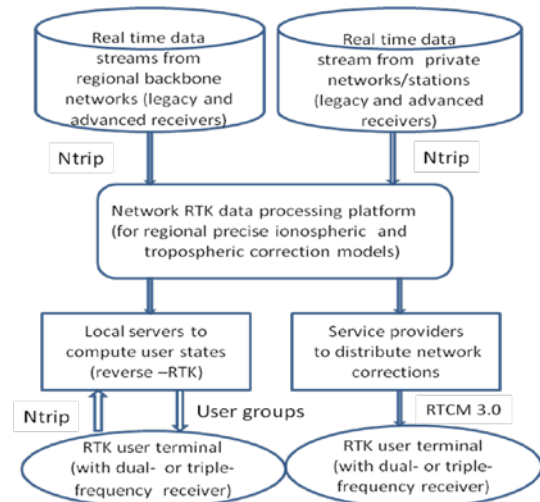 Real time data
streams from
regional backbone
networks (legacy and
advanced receivers)
Real time data
stream from private
networks/stations
(legacy and advanced
receivers)
Ntrip
Ntrip
Network RTK data processing platform
(for regional precise ionospheric and
tropospheric correction models)
Local servers to
compute user states
(reverse –RTK)
Service providers
to distribute network
corrections
Ntrip
User groups
RTCM 3.0
RTK user terminal
(with dual- or triple-
frequency receiver)
RTK user terminal
(with dual- or triple-
frequency receiver)